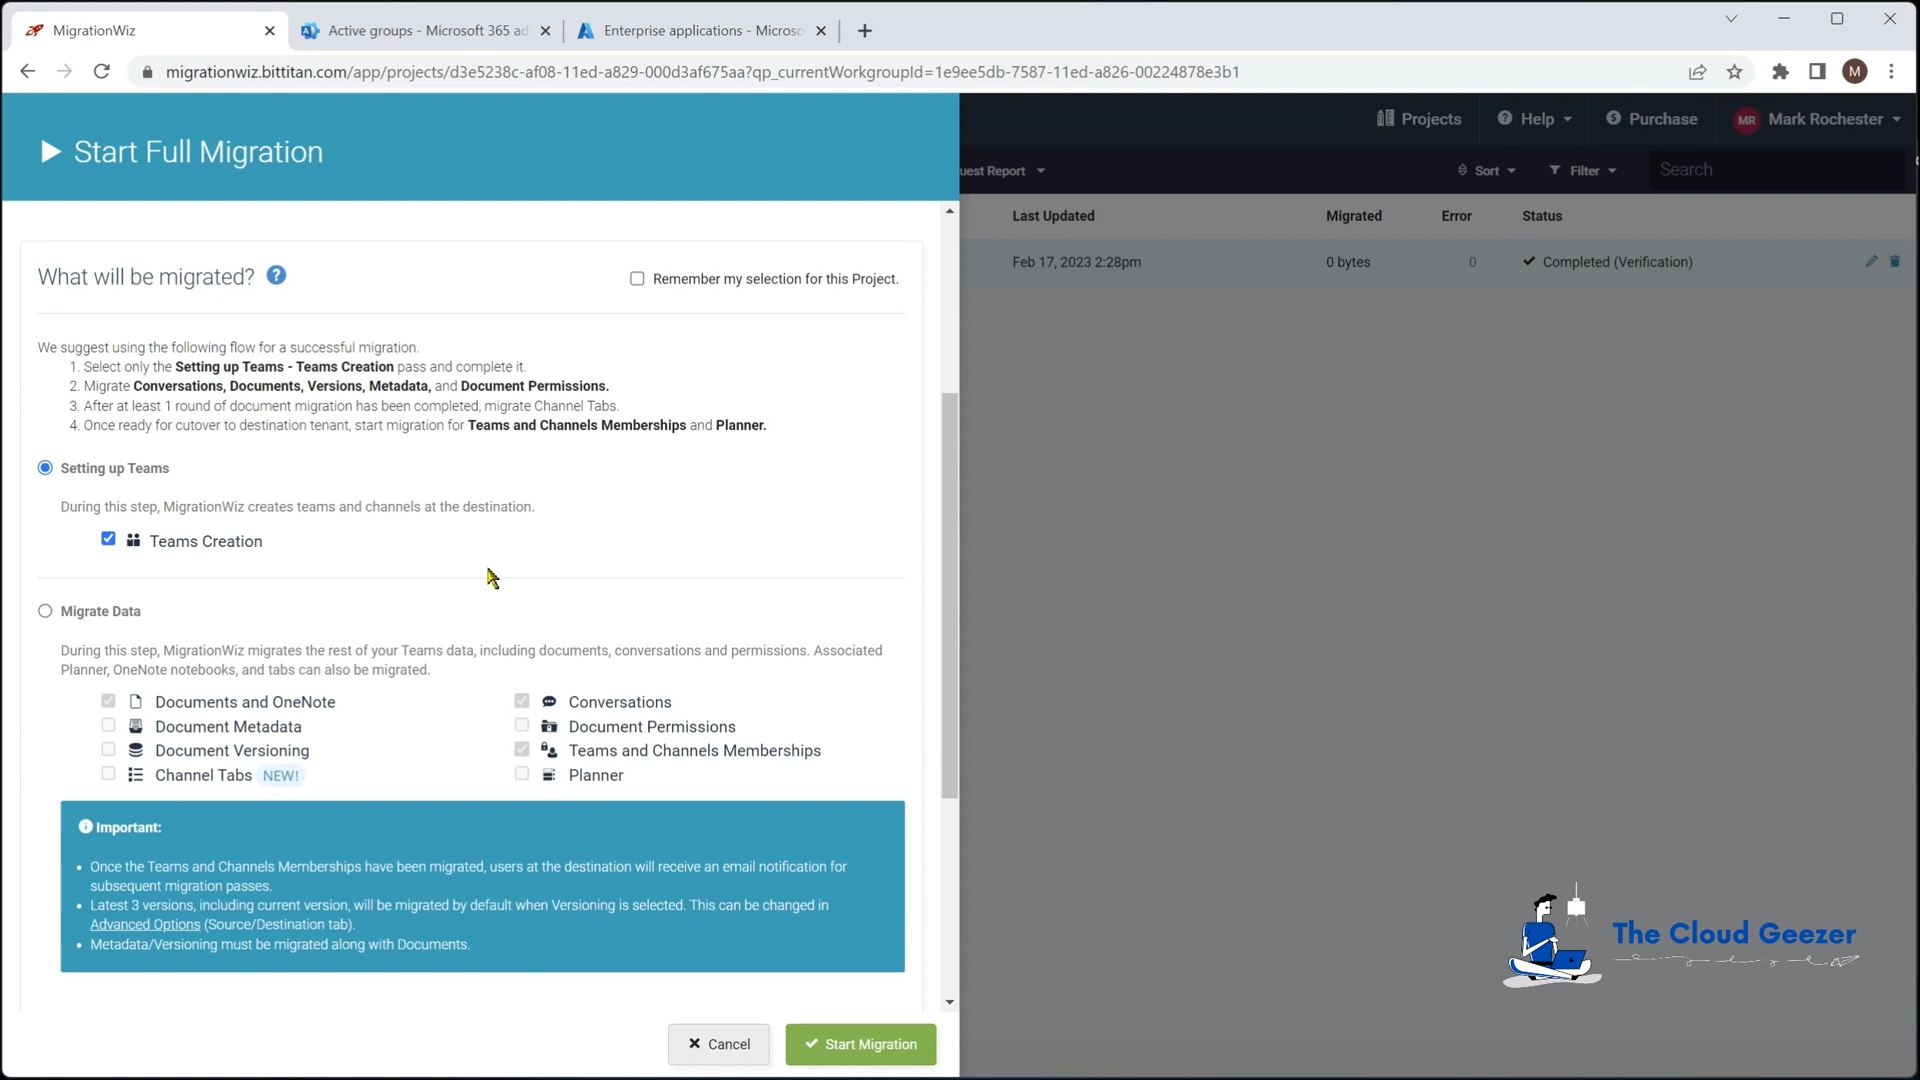 MigrationWiz
Active groups - Microsoft 365 ad
Enterprise applications - Micros
migrationwiz.bittitan.com/app/projects/d3e5238c-af08-11ed-a829-000d3af675aa?qp_currentWorkgroupId=1e9ee5db-7587-11ed-a826-00224878e3b1
M
Start Full Migration
Projects
Help
Purchase
MR
Mark Rochester
uest Report
Sort
Filter
Search
Last Updated
Migrated
Error
Status
Feb 17, 2023 2:28pm
0 bytes
0
Completed (Verification)
What will be migrated?
Remember my selection for this Project.
We suggest using the following flow for a successful migration.
1. Select only the Setting up Teams - Teams Creation pass and complete it.
2. Migrate Conversations, Documents, Versions, Metadata, and Document Permissions.
3. After at least 1 round of document migration has been completed, migrate Channel Tabs.
4. Once ready for cutover to destination tenant, start migration for Teams and Channels Memberships and Planner.
Setting up Teams
During this step, MigrationWiz creates teams and channels at the destination.
Teams Creation
Migrate Data
During this step, MigrationWiz migrates the rest of your Teams data, including documents, conversations and permissions. Associated
Planner, OneNote notebooks, and tabs can also be migrated.
Documents and OneNote
Conversations
Document Metadata
Document Permissions
Document Versioning
Teams and Channels Memberships
Channel Tabs NEW!
Planner
Important:
• Once the Teams and Channels Memberships have been migrated, users at the destination will receive an email notification for
subsequent migration passes.
• Latest 3 versions, including current version, will be migrated by default when Versioning is selected. This can be changed in
Advanced Options (Source/Destination tab).
• Metadata/Versioning must be migrated along with Documents.
Cancel
Start Migration
The Cloud Geezer